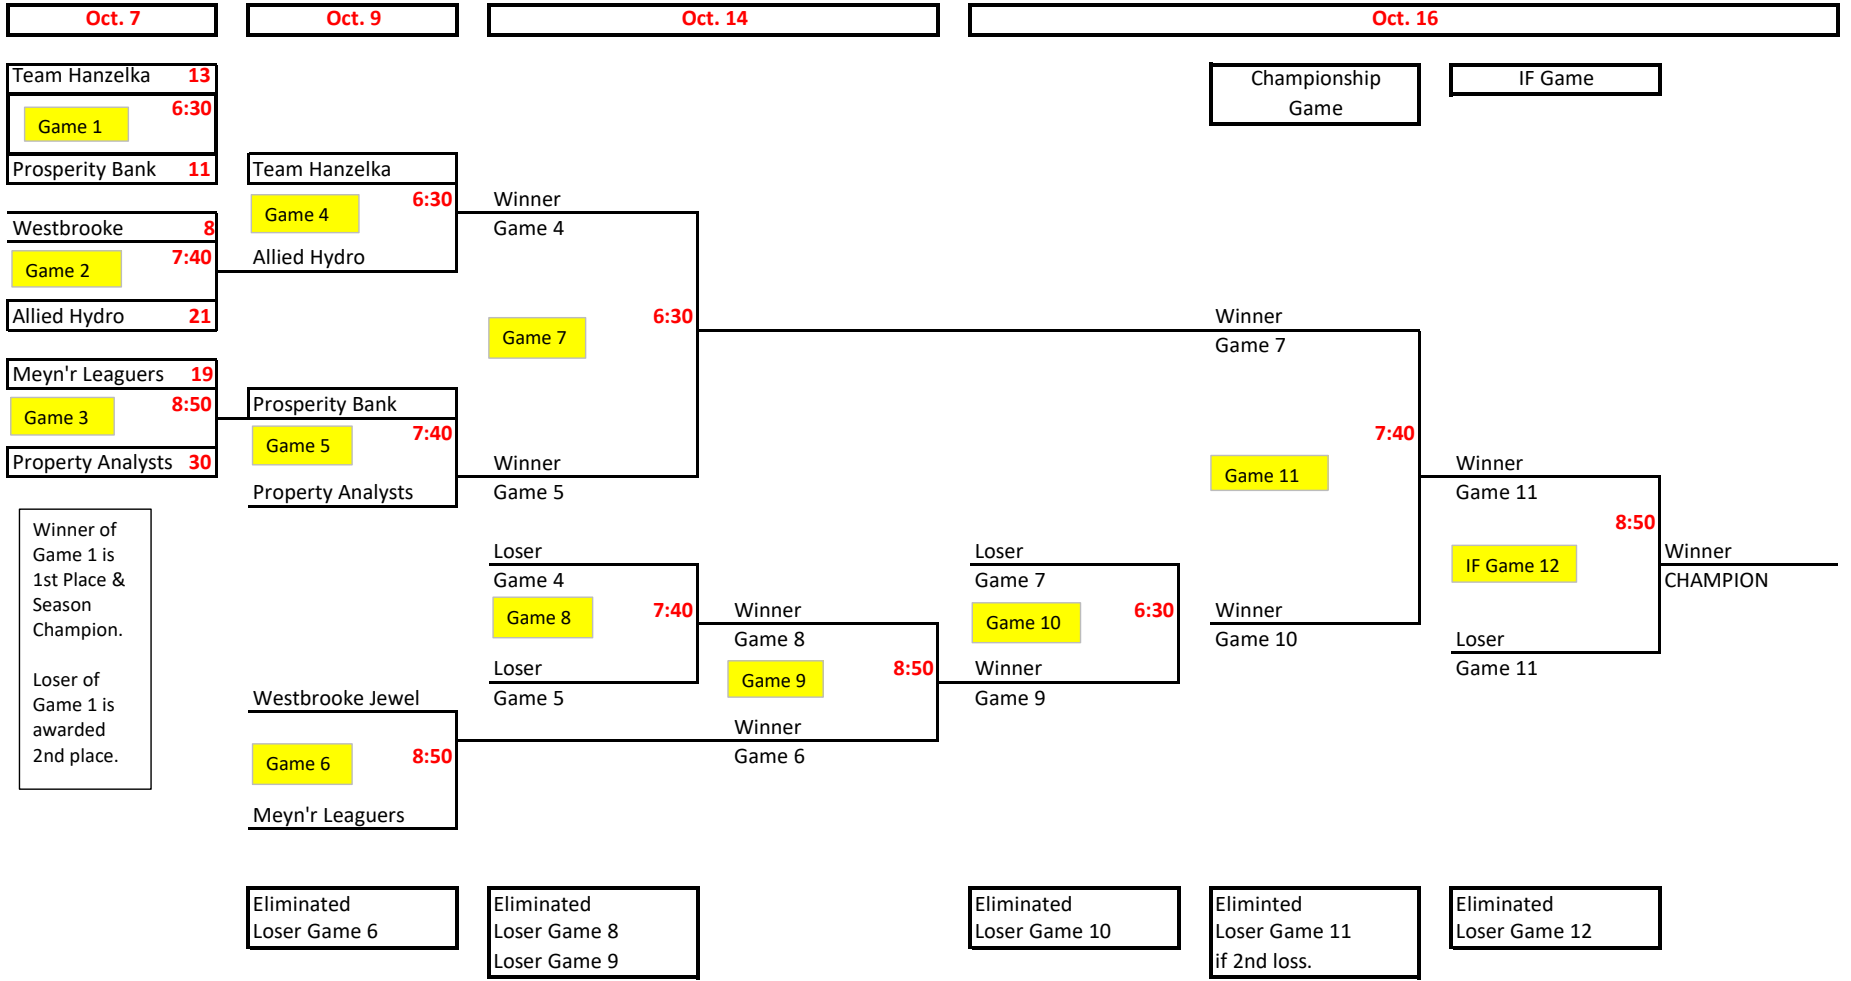 Oct. 7
Oct. 9
Oct. 14
Oct. 16
Championship
Game
IF Game
Team Hanzelka 13
6:30
Game 1
Prosperity Bank 11
Westbrooke 8
7:40
Game 2
Allied Hydro 21
Meyn'r Leaguers 19
8:50
Game 3
Property Analysts 30
Winner of
Game 1 is
1st Place &
Season
Champion.
Loser of
Game 1 is
awarded
2nd place.
Team Hanzelka
6:30
Game 4
Allied Hydro
Prosperity Bank
7:40
Game 5
Property Analysts
Westbrooke Jewel
8:50
Game 6
Meyn'r Leaguers
Winner
Game 4
6:30
Game 7
Winner
Game 5
Loser
Game 4
7:40
Game 8
Loser
Game 5
Winner
Game 8
8:50
Game 9
Winner
Game 6
Loser
Game 7
6:30
Game 10
Winner
Game 9
Winner
Game 7
7:40
Game 11
Winner
Game 10
Winner
Game 11
8:50
IF Game 12
Loser
Game 11
Winner
CHAMPION
Eliminated
Loser Game 6
Eliminated
Loser Game 8
Loser Game 9
Eliminated
Loser Game 10
Eliminted
Loser Game 11
if 2nd loss.
Eliminated
Loser Game 12